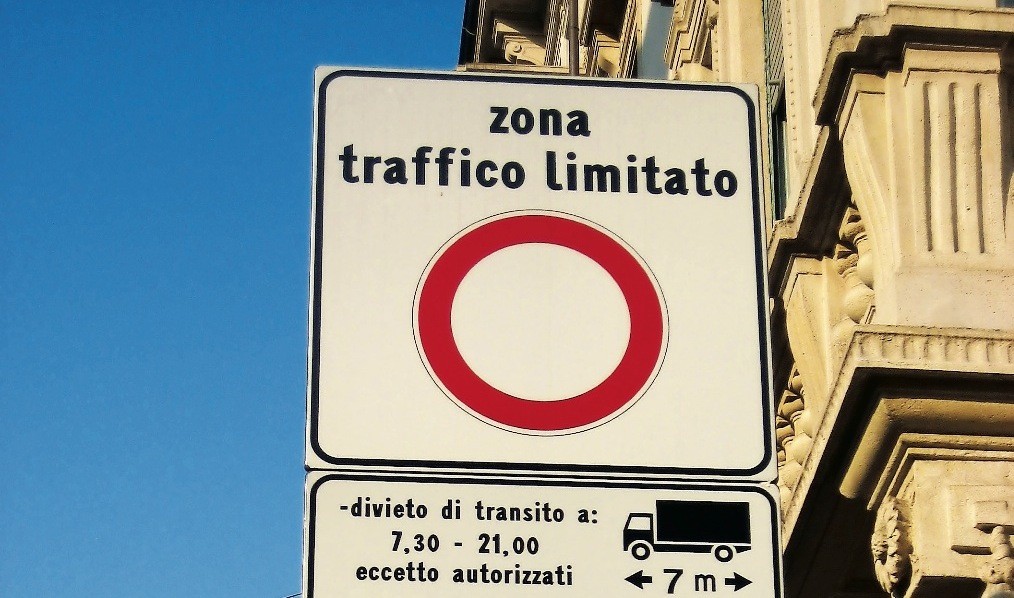 zona
traffico limitato
-divieto di transito a:
7,30 - 21,00
eccetto autorizzati
7 m